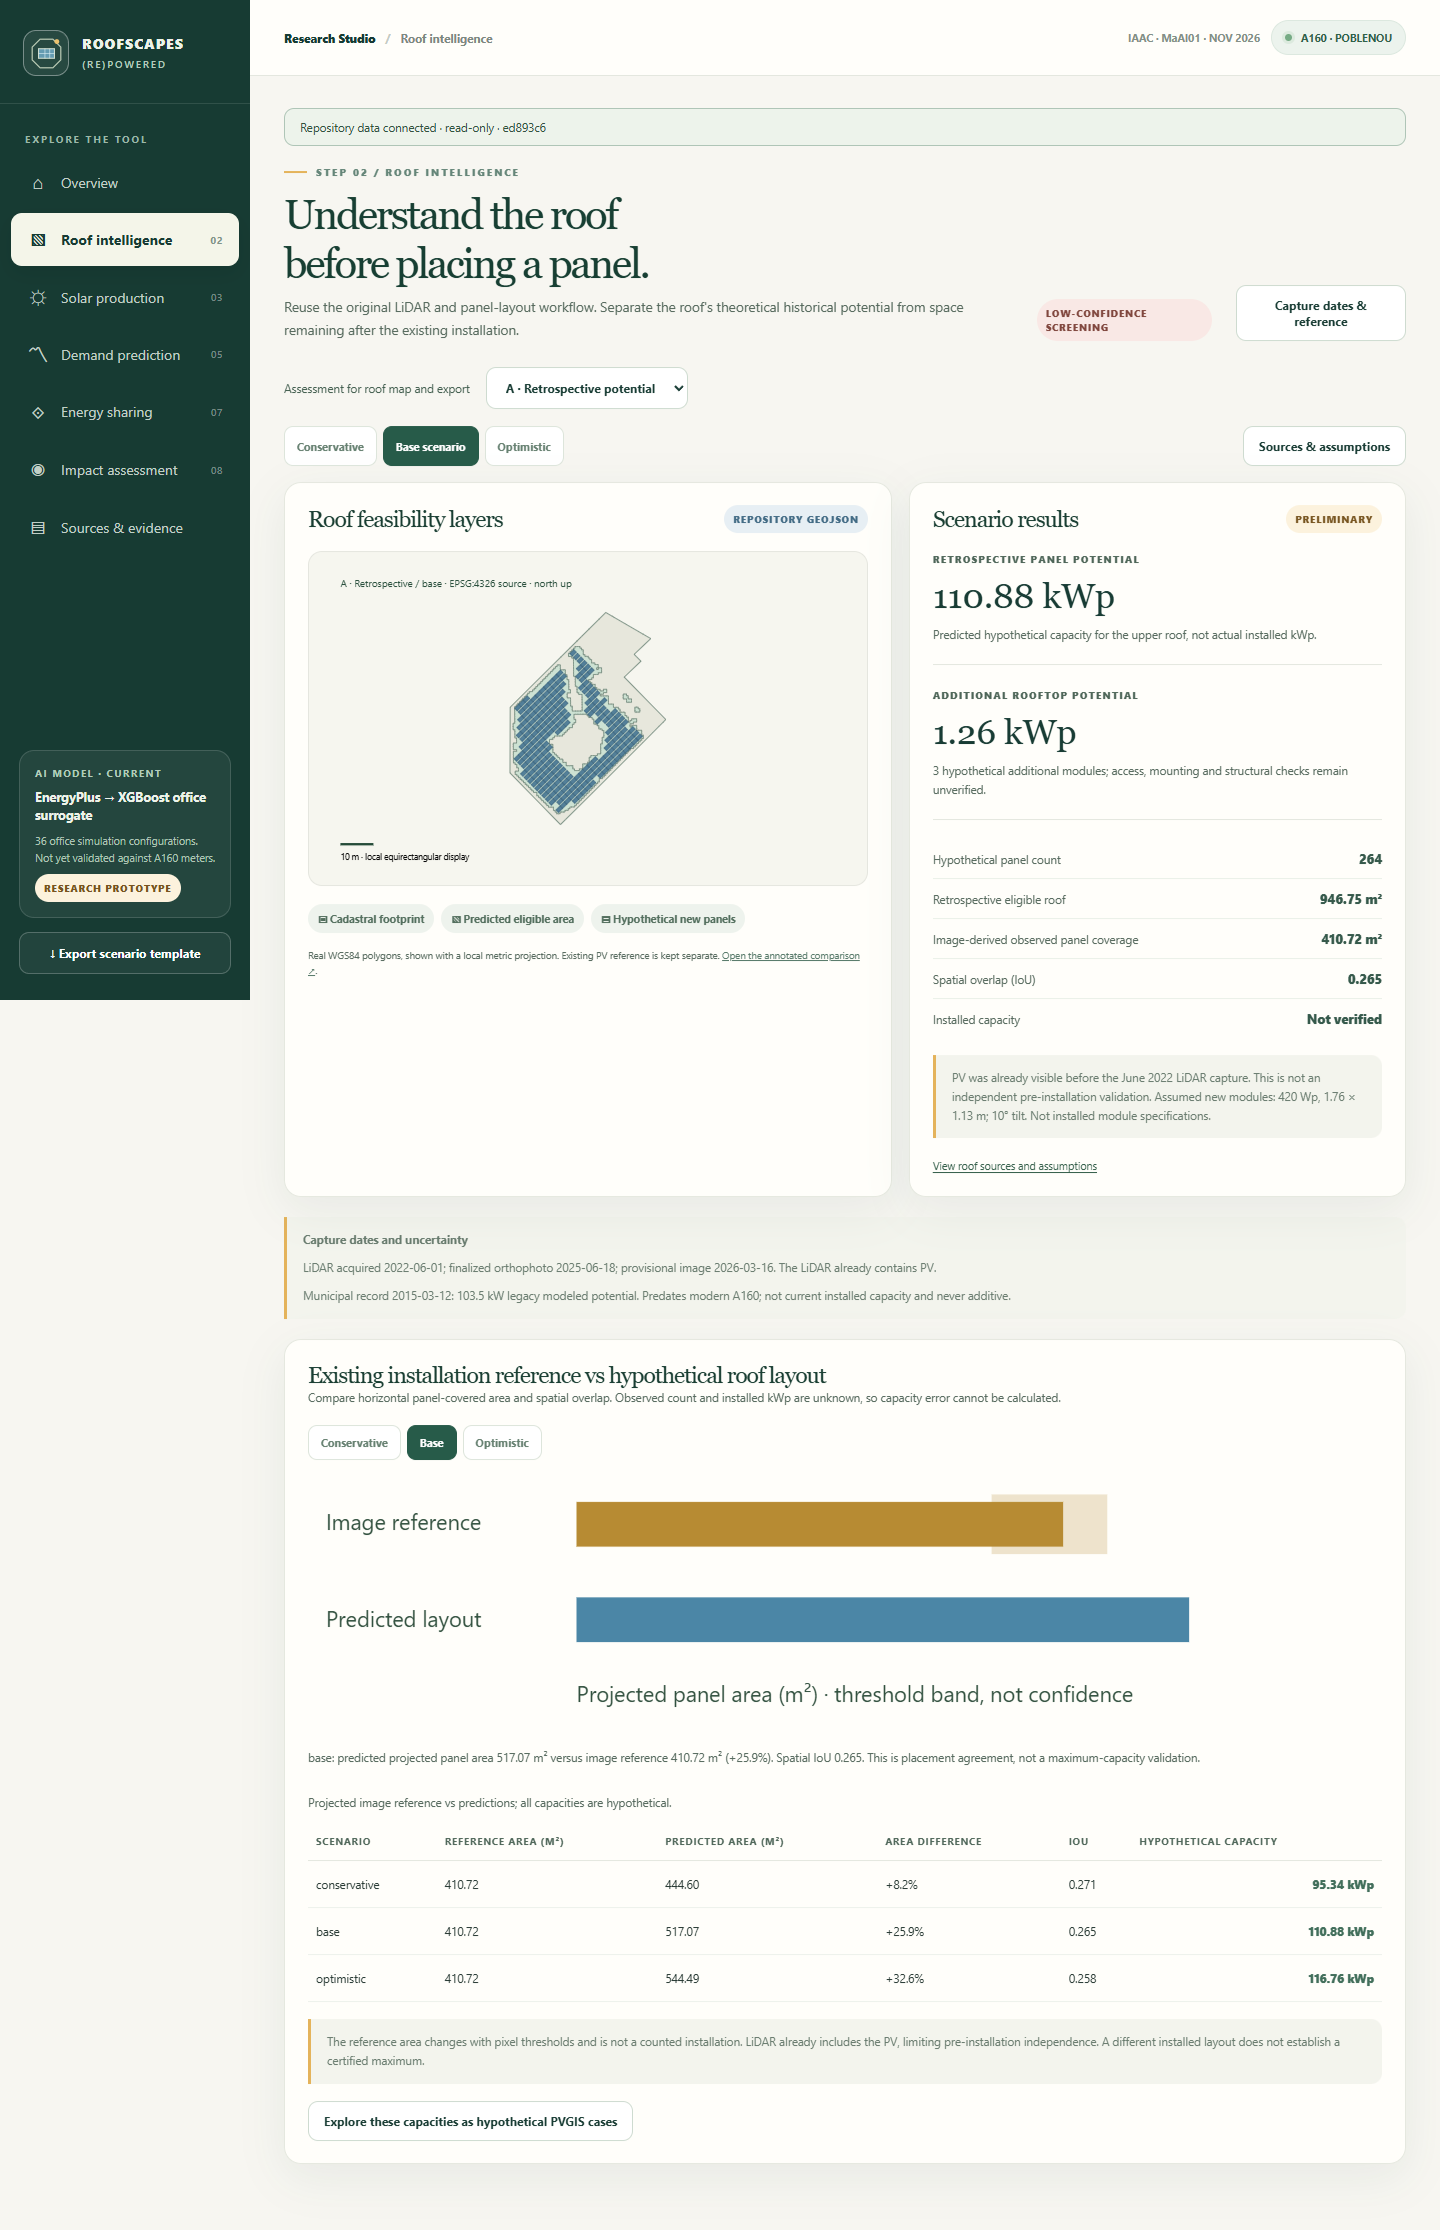 ROOFSCAPES
(RE)POWERED
EXPLORE THE TOOL
Overview
Roof intelligence 02
Solar production 03
Demand prediction 05
Energy sharing 07
Impact assessment 08
Sources & evidence
AI MODEL · CURRENT
EnergyPlus → XGBoost office
surrogate
36 office simulation configurations.
Not yet validated against A160 meters.
RESEARCH PROTOTYPE
↓ Export scenario template
Research Studio / Roof intelligence
IAAC · MaAI01 · NOV 2026
A160 · POBLENOU
Repository data connected · read-only · ed893c6
STEP 02 / ROOF INTELLIGENCE
Understand the roof
before placing a panel.
Reuse the original LiDAR and panel-layout workflow. Separate the roof's theoretical historical potential from space
remaining after the existing installation.
LOW-CONFIDENCE
SCREENING
Capture dates &
reference
Assessment for roof map and export
A · Retrospective potential
Conservative
Base scenario
Optimistic
Sources & assumptions
Roof feasibility layers
REPOSITORY GEOJSON
A · Retrospective / base · EPSG:4326 source · north up
10 m · local equirectangular display
Cadastral footprint
Predicted eligible area
Hypothetical new panels
Real WGS84 polygons, shown with a local metric projection. Existing PV reference is kept separate. Open the annotated comparison
↗.
Scenario results
PRELIMINARY
RETROSPECTIVE PANEL POTENTIAL
110.88 kWp
Predicted hypothetical capacity for the upper roof, not actual installed kWp.
ADDITIONAL ROOFTOP POTENTIAL
1.26 kWp
3 hypothetical additional modules; access, mounting and structural checks remain
unverified.
Hypothetical panel count 264
Retrospective eligible roof 946.75 m²
Image-derived observed panel coverage 410.72 m²
Spatial overlap (IoU) 0.265
Installed capacity Not verified
PV was already visible before the June 2022 LiDAR capture. This is not an
independent pre-installation validation. Assumed new modules: 420 Wp, 1.76 ×
1.13 m; 10° tilt. Not installed module specifications.
View roof sources and assumptions
Capture dates and uncertainty
LiDAR acquired 2022-06-01; finalized orthophoto 2025-06-18; provisional image 2026-03-16. The LiDAR already contains PV.
Municipal record 2015-03-12: 103.5 kW legacy modeled potential. Predates modern A160; not current installed capacity and never additive.
Existing installation reference vs hypothetical roof layout
Compare horizontal panel-covered area and spatial overlap. Observed count and installed kWp are unknown, so capacity error cannot be calculated.
Conservative
Base
Optimistic
Image reference
Predicted layout
Projected panel area (m²) · threshold band, not confidence
base: predicted projected panel area 517.07 m² versus image reference 410.72 m² (+25.9%). Spatial IoU 0.265. This is placement agreement, not a maximum-capacity validation.
Projected image reference vs predictions; all capacities are hypothetical.
SCENARIO REFERENCE AREA (M²) PREDICTED AREA (M²) AREA DIFFERENCE IOU HYPOTHETICAL CAPACITY
conservative 410.72 444.60 +8.2% 0.271 95.34 kWp
base 410.72 517.07 +25.9% 0.265 110.88 kWp
optimistic 410.72 544.49 +32.6% 0.258 116.76 kWp
The reference area changes with pixel thresholds and is not a counted installation. LiDAR already includes the PV, limiting pre-installation independence. A different installed layout does not establish a
certified maximum.
Explore these capacities as hypothetical PVGIS cases